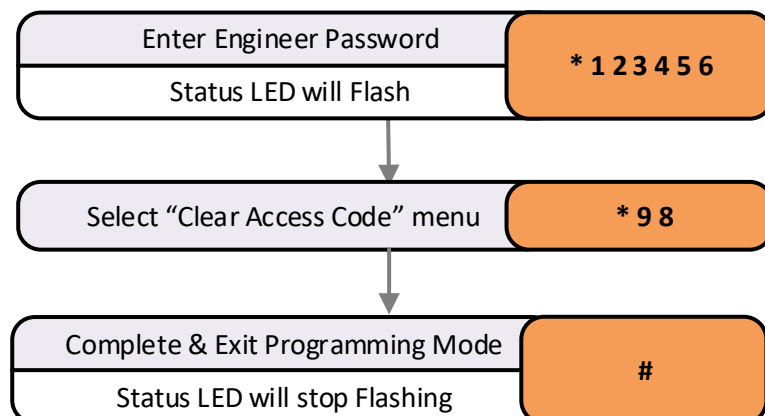 Enter Engineer Password
* 1 2 3 4 5 6
Status LED will Flash
Select “Clear Access Code” menu
* 9 8
Complete & Exit Programming Mode
#
Status LED will stop Flashing